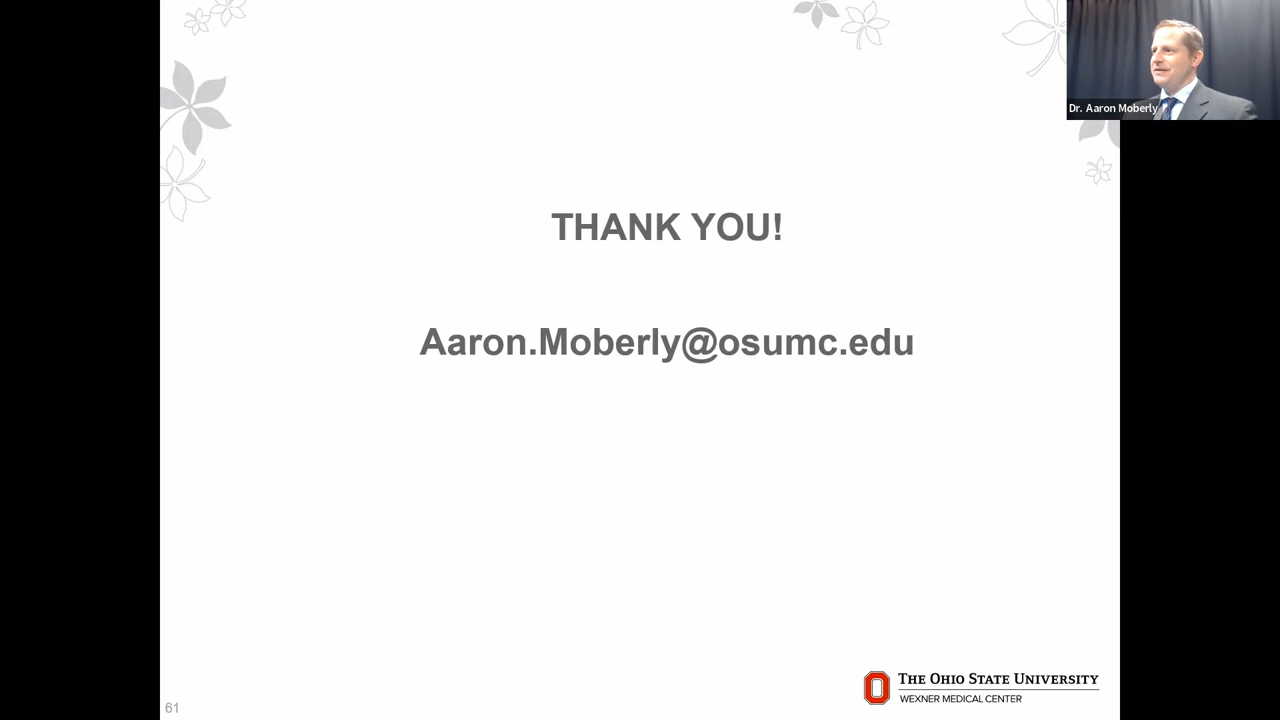 Dr. Aaron Moberly
THANK YOU!
Aaron.Moberly@osumc.edu
THE OHIO STATE UNIVERSITY
WEXNER MEDICAL CENTER
61